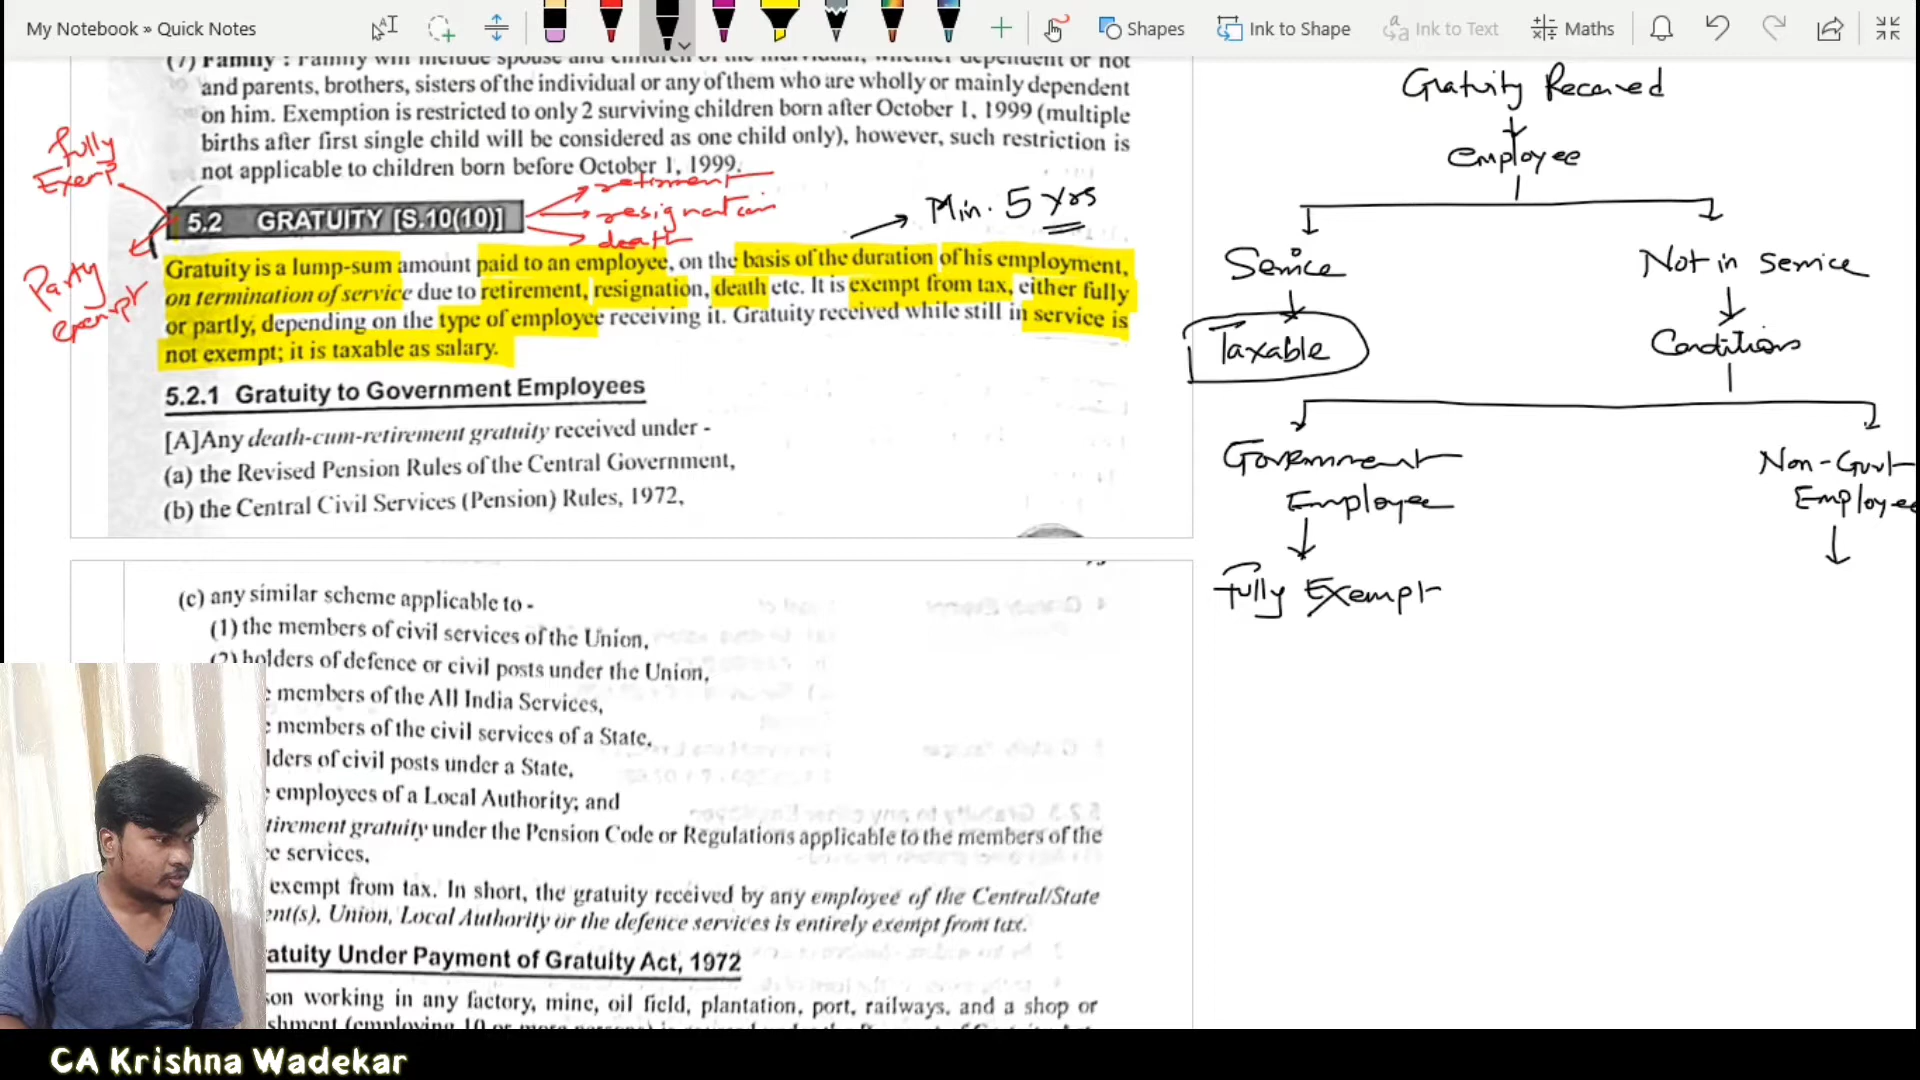 My Notebook » Quick Notes
Shapes
Ink to Shape
Ink to Text
Maths
(7) Family : Family will include spouse and children of the individual, whether dependent or not
and parents, brothers, sisters of the individual or any of them who are wholly or mainly dependent
on him. Exemption is restricted to only 2 surviving children born after October 1, 1999 (multiple
births after first single child will be considered as one child only), however, such restriction is
not applicable to children born before October 1, 1999.
fully
Exemp
retirment
resignation
death
Min. 5 Yrs
5.2 GRATUITY [S.10(10)]
Party
exempt
Gratuity is a lump-sum amount paid to an employee, on the basis of the duration of his employment,
on termination of service due to retirement, resignation, death etc. It is exempt from tax, either fully
or partly, depending on the type of employee receiving it. Gratuity received while still in service is
not exempt; it is taxable as salary.
5.2.1 Gratuity to Government Employees
[A]Any death-cum-retirement gratuity received under -
(a) the Revised Pension Rules of the Central Government,
(b) the Central Civil Services (Pension) Rules, 1972,
(c) any similar scheme applicable to -
(1) the members of civil services of the Union,
(2) holders of defence or civil posts under the Union,
members of the All India Services,
members of the civil services of a State,
lders of civil posts under a State,
employees of a Local Authority; and
tirement gratuity under the Pension Code or Regulations applicable to the members of the
ce services,
exempt from tax. In short, the gratuity received by any employee of the Central/State
ent(s), Union, Local Authority or the defence services is entirely exempt from tax.
atuity Under Payment of Gratuity Act, 1972
son working in any factory, mine, oil field, plantation, port, railways, and a shop or
Gratuity Received
employee
Service
Not in service
Taxable
Conditions
Government
Employee
Non-Govt
Employee
fully Exempt
CA Krishna Wadekar